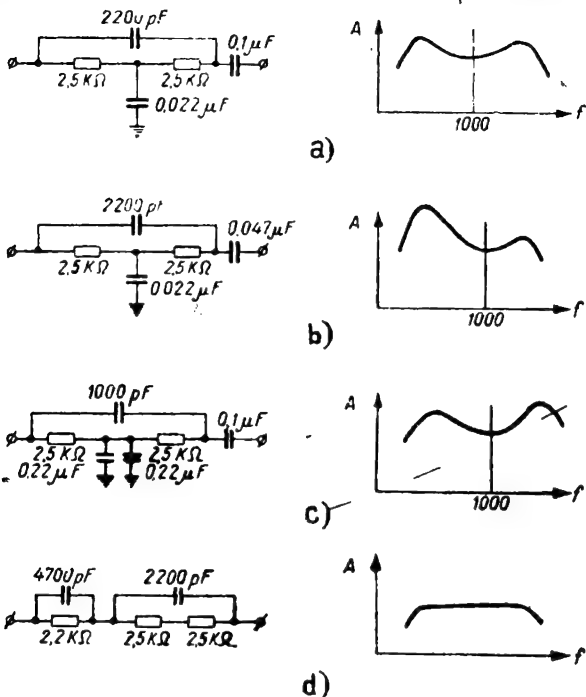 2200 pF
0,1 µF
2,5 KΩ
2,5 KΩ
0,022 µF
A
f
1000
a)
2200 pF
0,047 µF
2,5 KΩ
2,5 KΩ
0,022 µF
A
f
1000
b)
1000 pF
0,1 µF
2,5 KΩ
2,5 KΩ
0,22 µF
0,22 µF
A
f
1000
c)
4700 pF
2200 pF
2,2 KΩ
2,5 KΩ
2,5 KΩ
A
f
d)